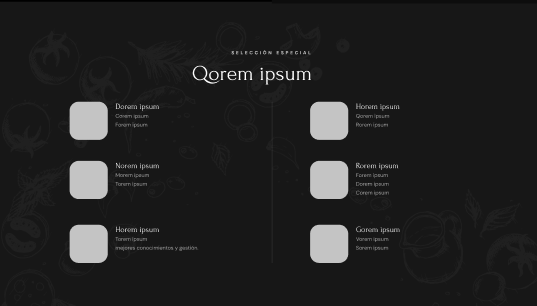 SELECCIÓN ESPECIAL
Qorem ipsum
Dorem ipsum
Corem ipsum
Forem ipsum
Norem ipsum
Morem ipsum
Torem ipsum
Horem ipsum
Torem ipsum
mejores conocimientos y gestión.
Horem ipsum
Qorem ipsum
Rorem ipsum
Rorem ipsum
Forem ipsum
Dorem ipsum
Corem ipsum
Gorem ipsum
Vorem ipsum
Sorem ipsum